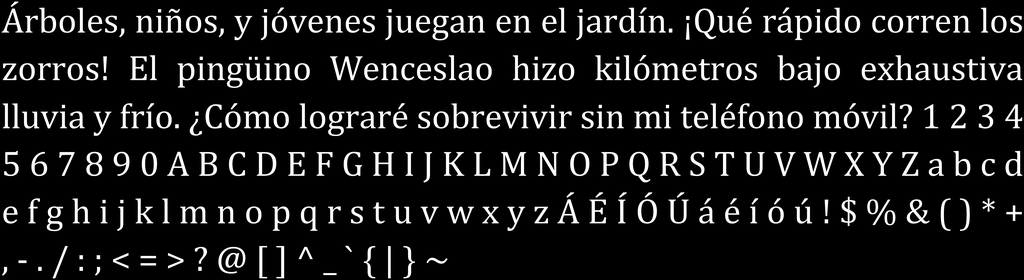 Árboles, niños, y jóvenes juegan en el jardín. ¡Qué rápido corren los
zorros! El pingüino Wenceslao hizo kilómetros bajo exhaustiva
lluvia y frío. ¿Cómo lograré sobrevivir sin mi teléfono móvil? 1 2 3 4
5 6 7 8 9 0 A B C D E F G H I J K L M N O P Q R S T U V W X Y Z a b c d
e f g h i j k l m n o p q r s t u v w x y z Á É Í Ó Ú á é í ó ú ! $ % & ( ) * +
, - . / : ; < = > ? @ [ ] ^ _ ` { | } ~